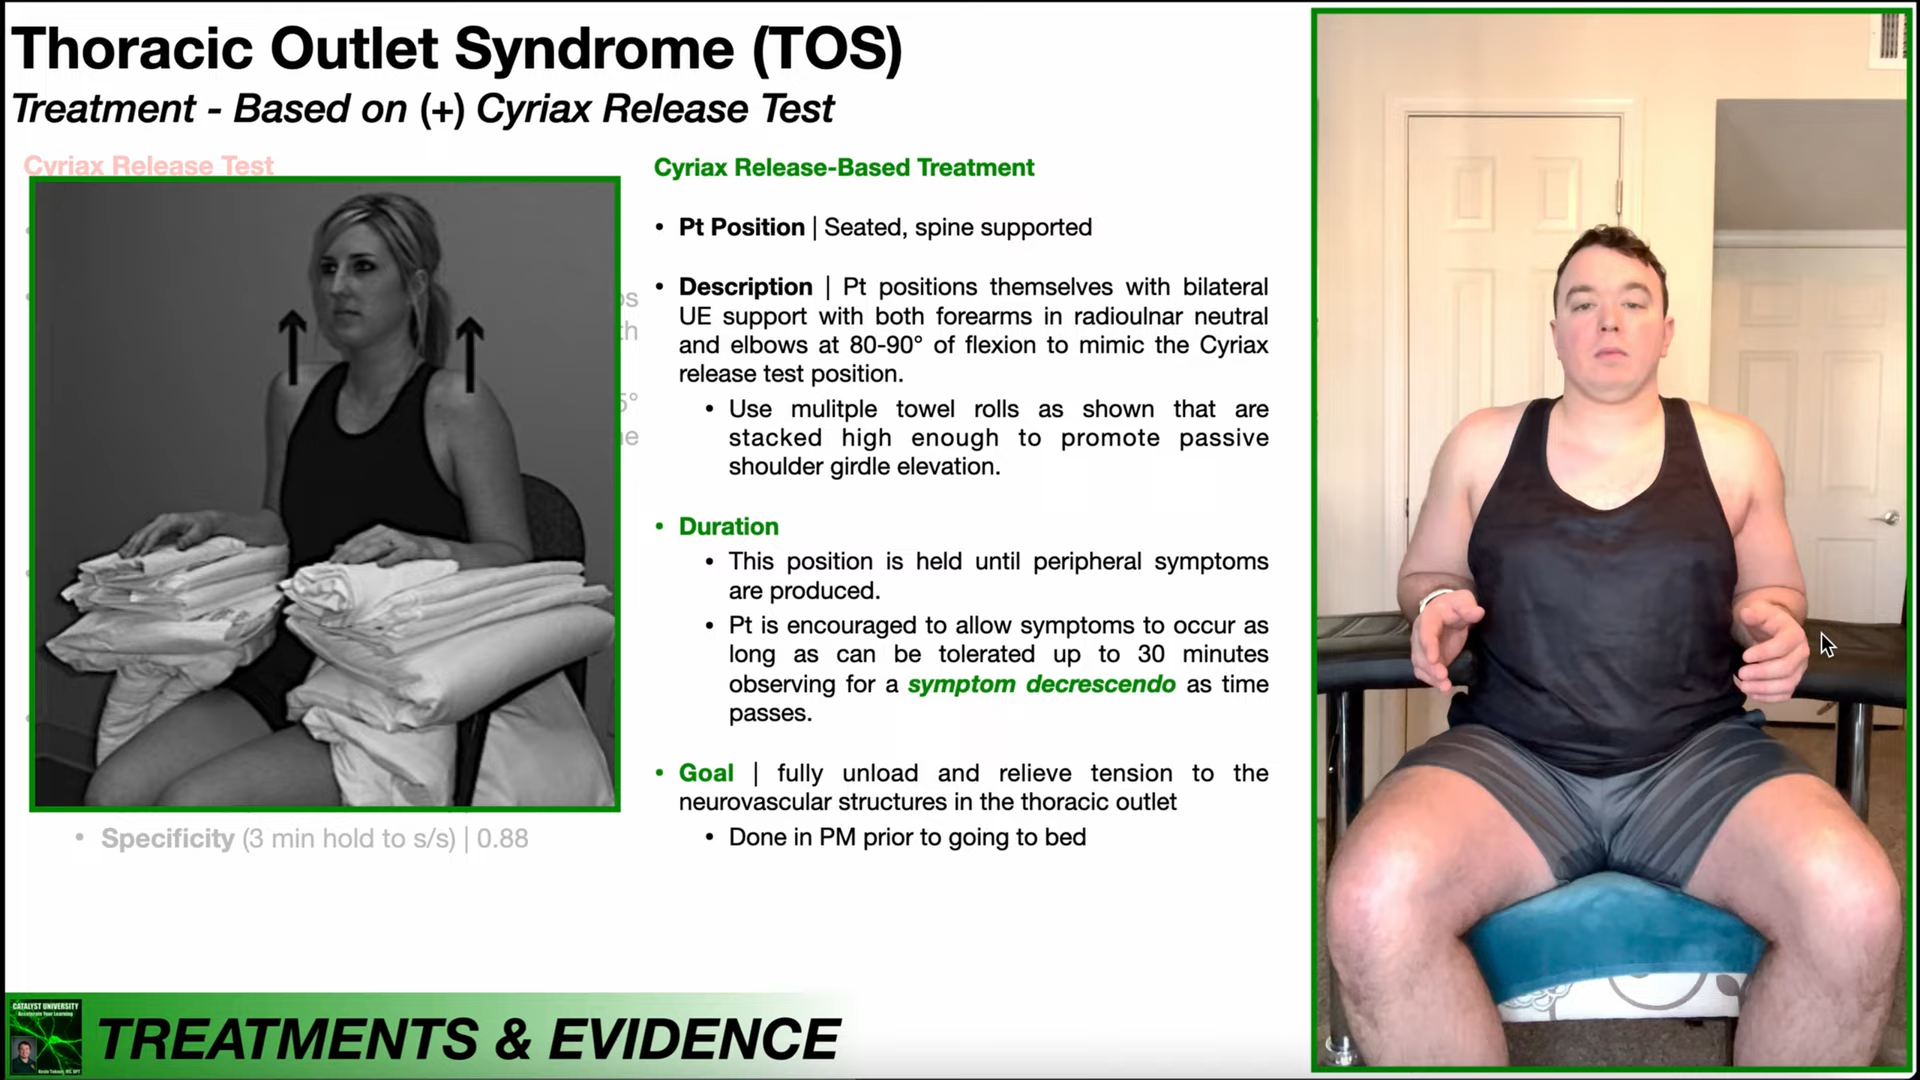 Thoracic Outlet Syndrome (TOS)
Treatment - Based on (+) Cyriax Release Test
Cyriax Release Test
Cyriax Release-Based Treatment
• Pt Position | Seated, spine supported
• Description | Pt positions themselves with bilateral
UE support with both forearms in radioulnar neutral
and elbows at 80-90° of flexion to mimic the Cyriax
release test position.
• Use mulitple towel rolls as shown that are
stacked high enough to promote passive
shoulder girdle elevation.
• Duration
• This position is held until peripheral symptoms
are produced.
• Pt is encouraged to allow symptoms to occur as
long as can be tolerated up to 30 minutes
observing for a symptom decrescendo as time
passes.
• Goal | fully unload and relieve tension to the
neurovascular structures in the thoracic outlet
• Done in PM prior to going to bed
• Specificity (3 min hold to s/s) | 0.88
CATALYST UNIVERSITY
Accelerate Your Learning
TREATMENTS & EVIDENCE